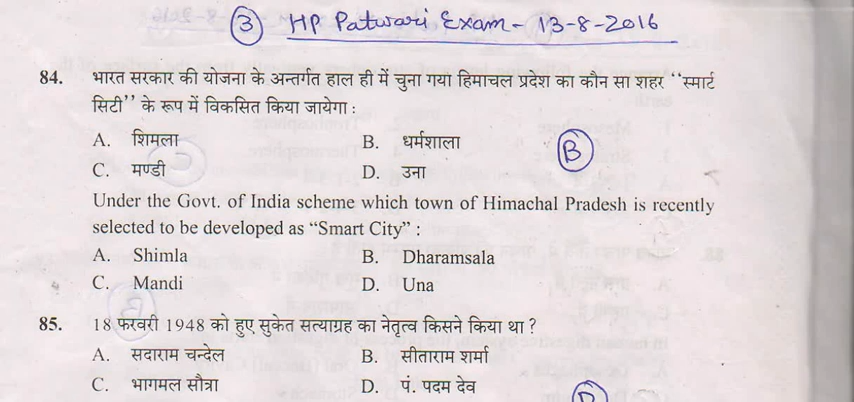 3 HP Patwari Exam - 13-8-2016
84. भारत सरकार की योजना के अन्तर्गत हाल ही में चुना गया हिमाचल प्रदेश का कौन सा शहर ‘‘स्मार्ट
सिटी’’ के रूप में विकसित किया जायेगा :
A. शिमला B. धर्मशाला
B
C. मण्डी D. उना
Under the Govt. of India scheme which town of Himachal Pradesh is recently
selected to be developed as “Smart City” :
A. Shimla B. Dharamsala
C. Mandi D. Una
85. 18 फरवरी 1948 को हुए सुकेत सत्याग्रह का नेतृत्व किसने किया था ?
A. सदाराम चन्देल B. सीताराम शर्मा
C. भागमल सौत्रा D. पं. पदम देव